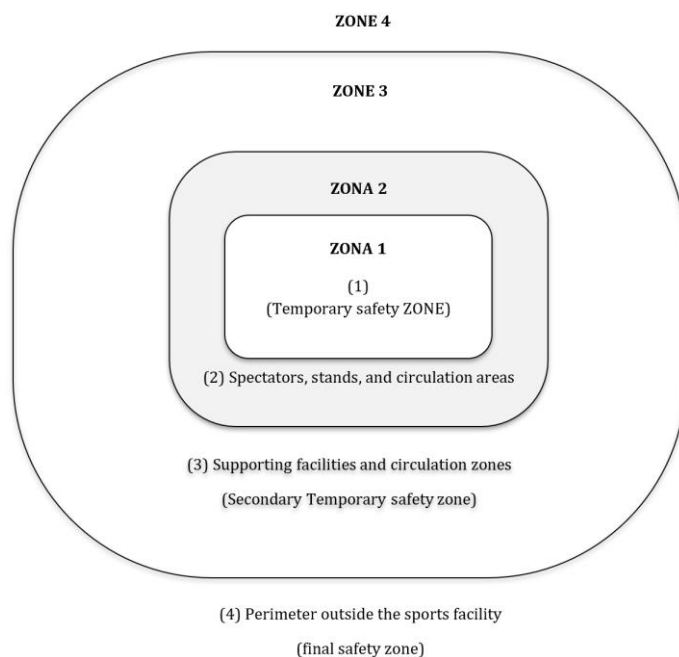 ZONE 4
ZONE 3
ZONA 2
ZONA 1
(1)
(Temporary safety ZONE)
(2) Spectators, stands, and circulation areas
(3) Supporting facilities and circulation zones
(Secondary Temporary safety zone)
(4) Perimeter outside the sports facility
(final safety zone)